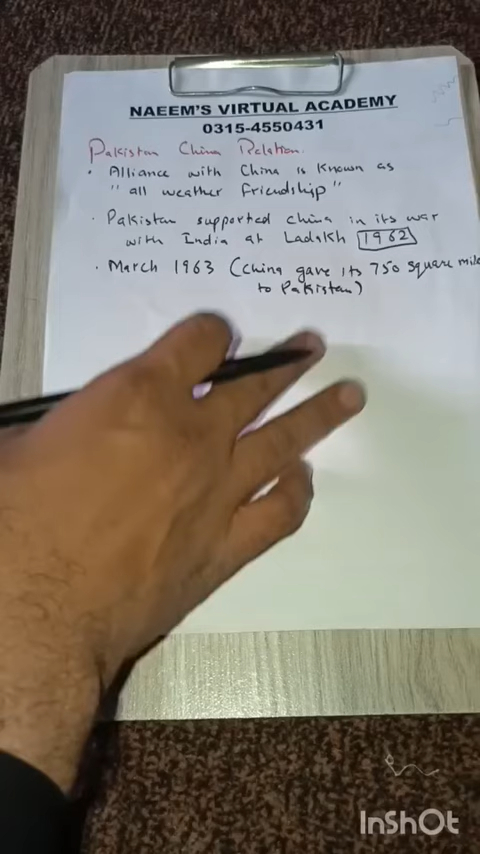 NAEEM'S VIRTUAL ACADEMY
0315-4550431
Pakistan China Relation.
• Alliance with China is known as
"all weather friendship"
• Pakistan supported China in its war
with India at Ladakh 1962
• March 1963 (China gave its 750 square mile
to Pakistan)
InShOt